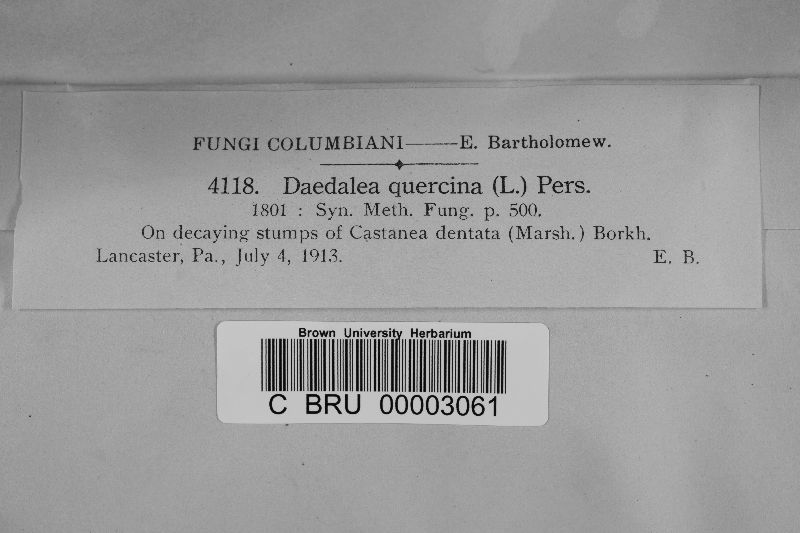 FUNGI COLUMBIANI——E. Bartholomew.
4118. Daedalea quercina (L.) Pers.
1801 : Syn. Meth. Fung. p. 500.
On decaying stumps of Castanea dentata (Marsh.) Borkh.
Lancaster, Pa., July 4, 1913. E. B.
Brown University Herbarium
C BRU 00003061